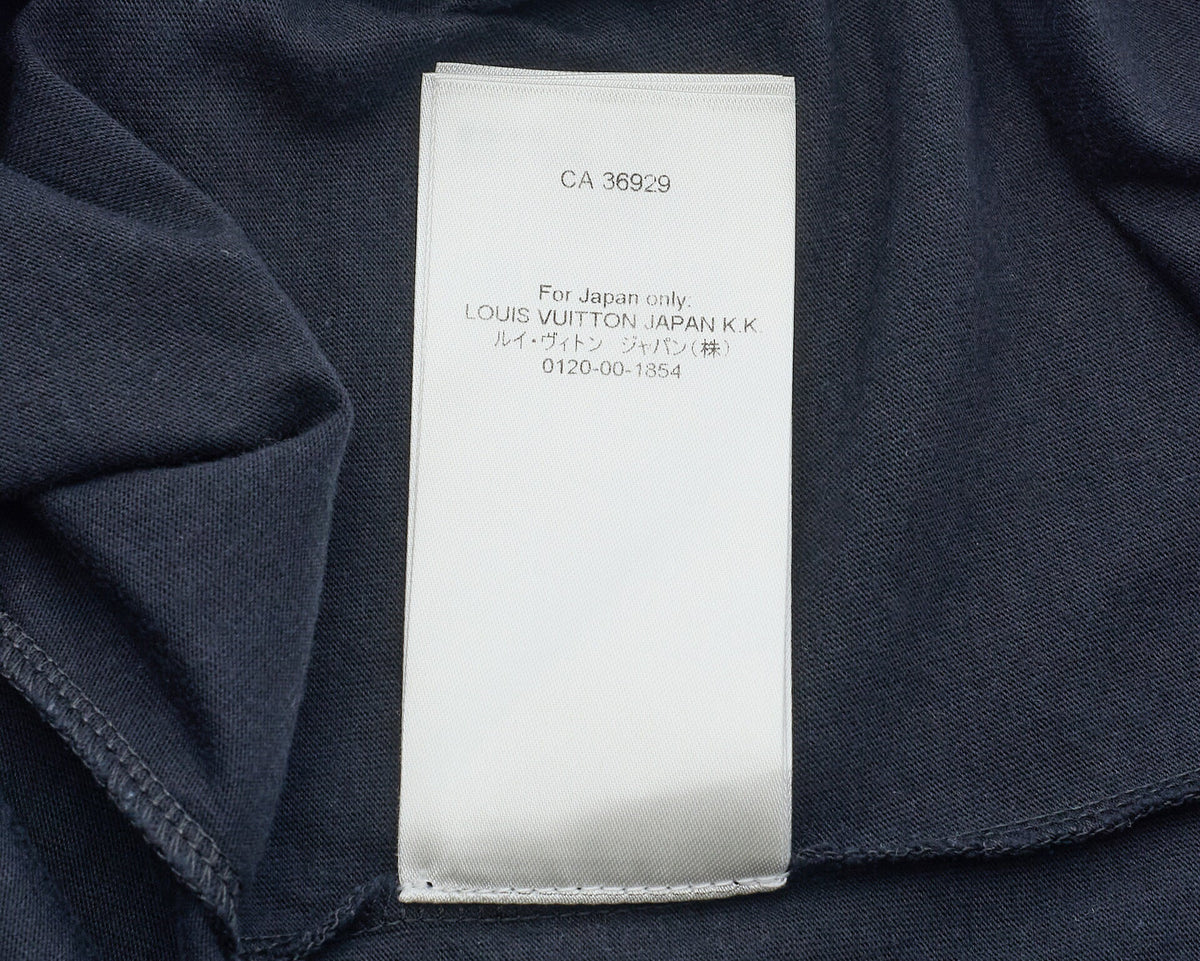 CA 36929
For Japan only:
LOUIS VUITTON JAPAN K.K.
ルイ・ヴィトン　ジャパン(株)
0120-00-1854